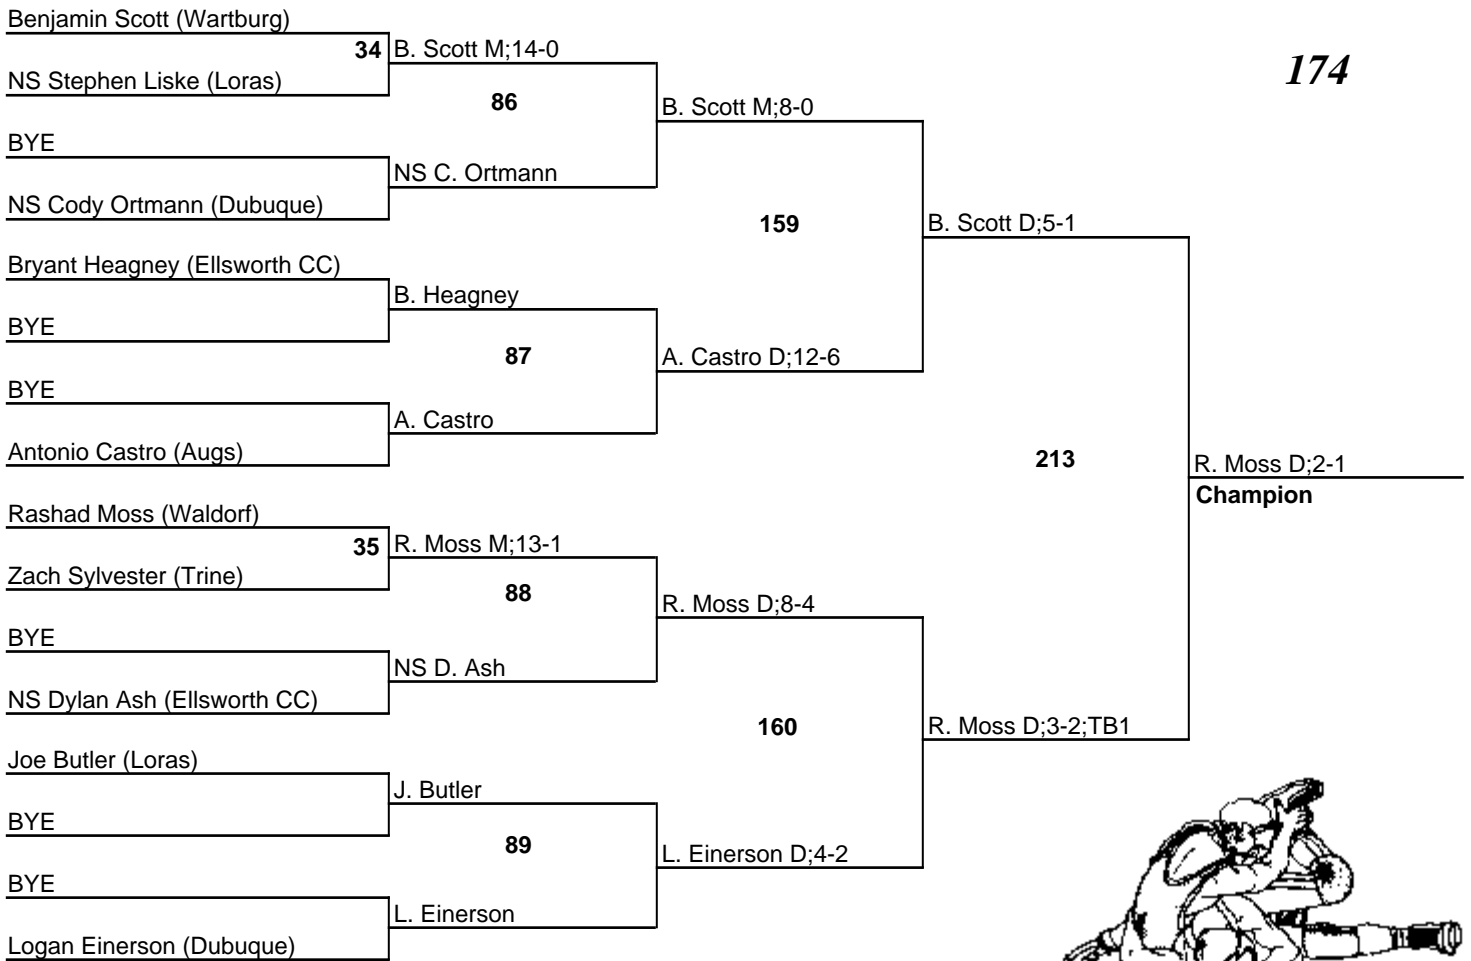 Benjamin Scott (Wartburg)
34 B. Scott M;14-0
174
NS Stephen Liske (Loras)
86
B. Scott M;8-0
BYE
NS C. Ortmann
NS Cody Ortmann (Dubuque)
159
B. Scott D;5-1
Bryant Heagney (Ellsworth CC)
B. Heagney
BYE
87
A. Castro D;12-6
BYE
A. Castro
Antonio Castro (Augs)
213
R. Moss D;2-1
Champion
Rashad Moss (Waldorf)
35 R. Moss M;13-1
Zach Sylvester (Trine)
88
R. Moss D;8-4
BYE
NS D. Ash
NS Dylan Ash (Ellsworth CC)
160
R. Moss D;3-2;TB1
Joe Butler (Loras)
J. Butler
BYE
89
L. Einerson D;4-2
BYE
L. Einerson
Logan Einerson (Dubuque)